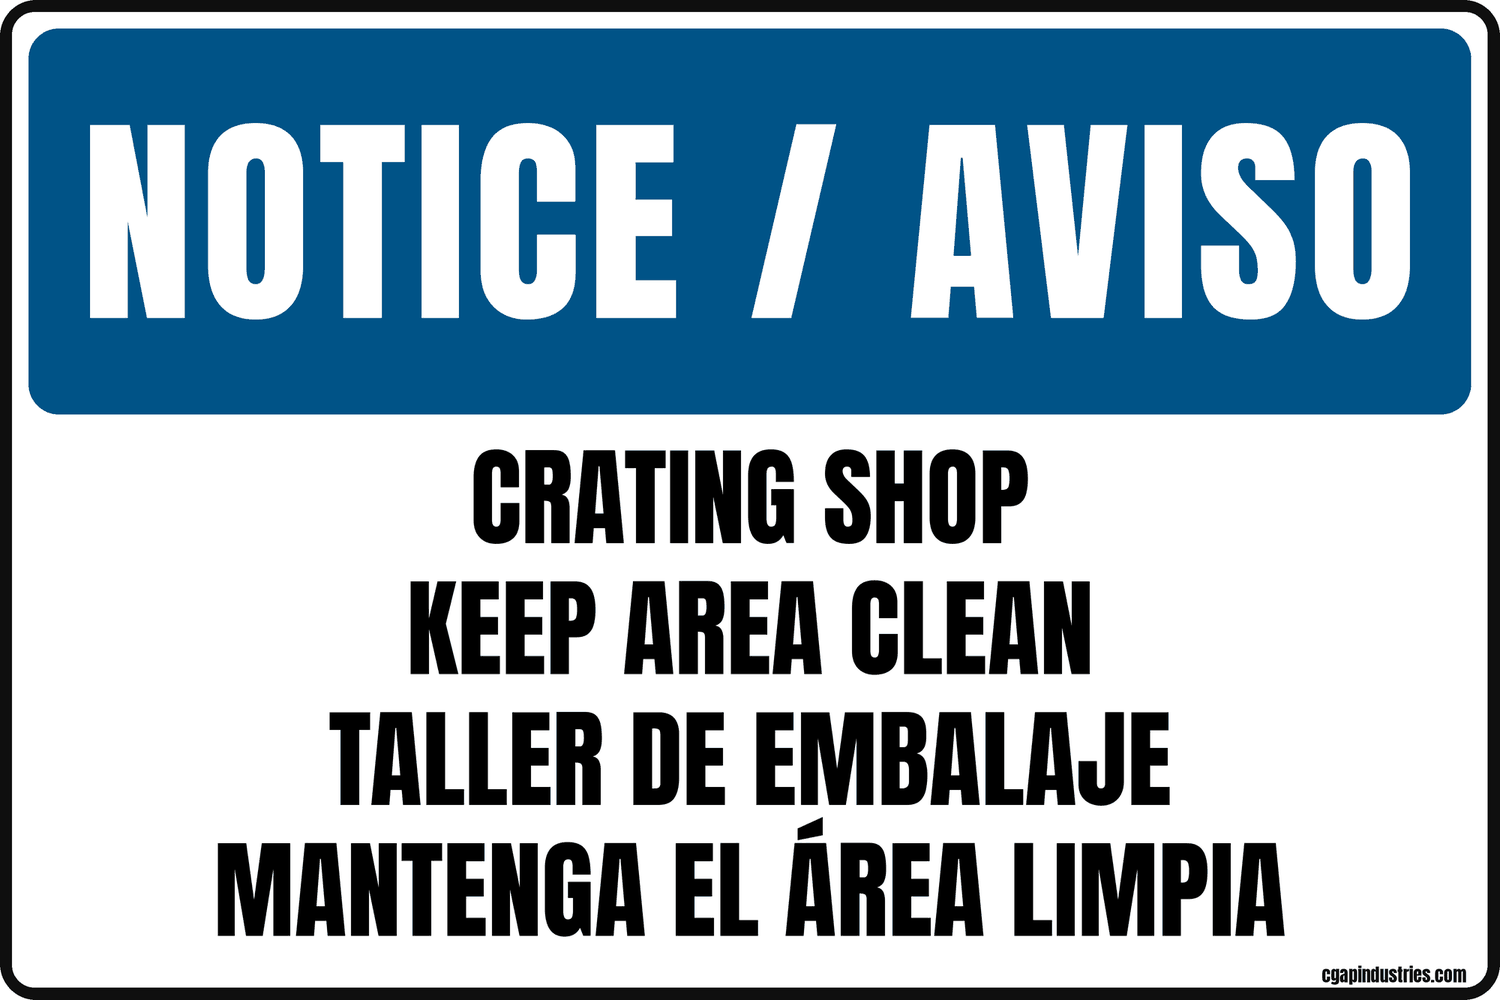 NOTICE / AVISO
CRATING SHOP
KEEP AREA CLEAN
TALLER DE EMBALAJE
MANTENGA EL ÁREA LIMPIA
cgapindustries.com